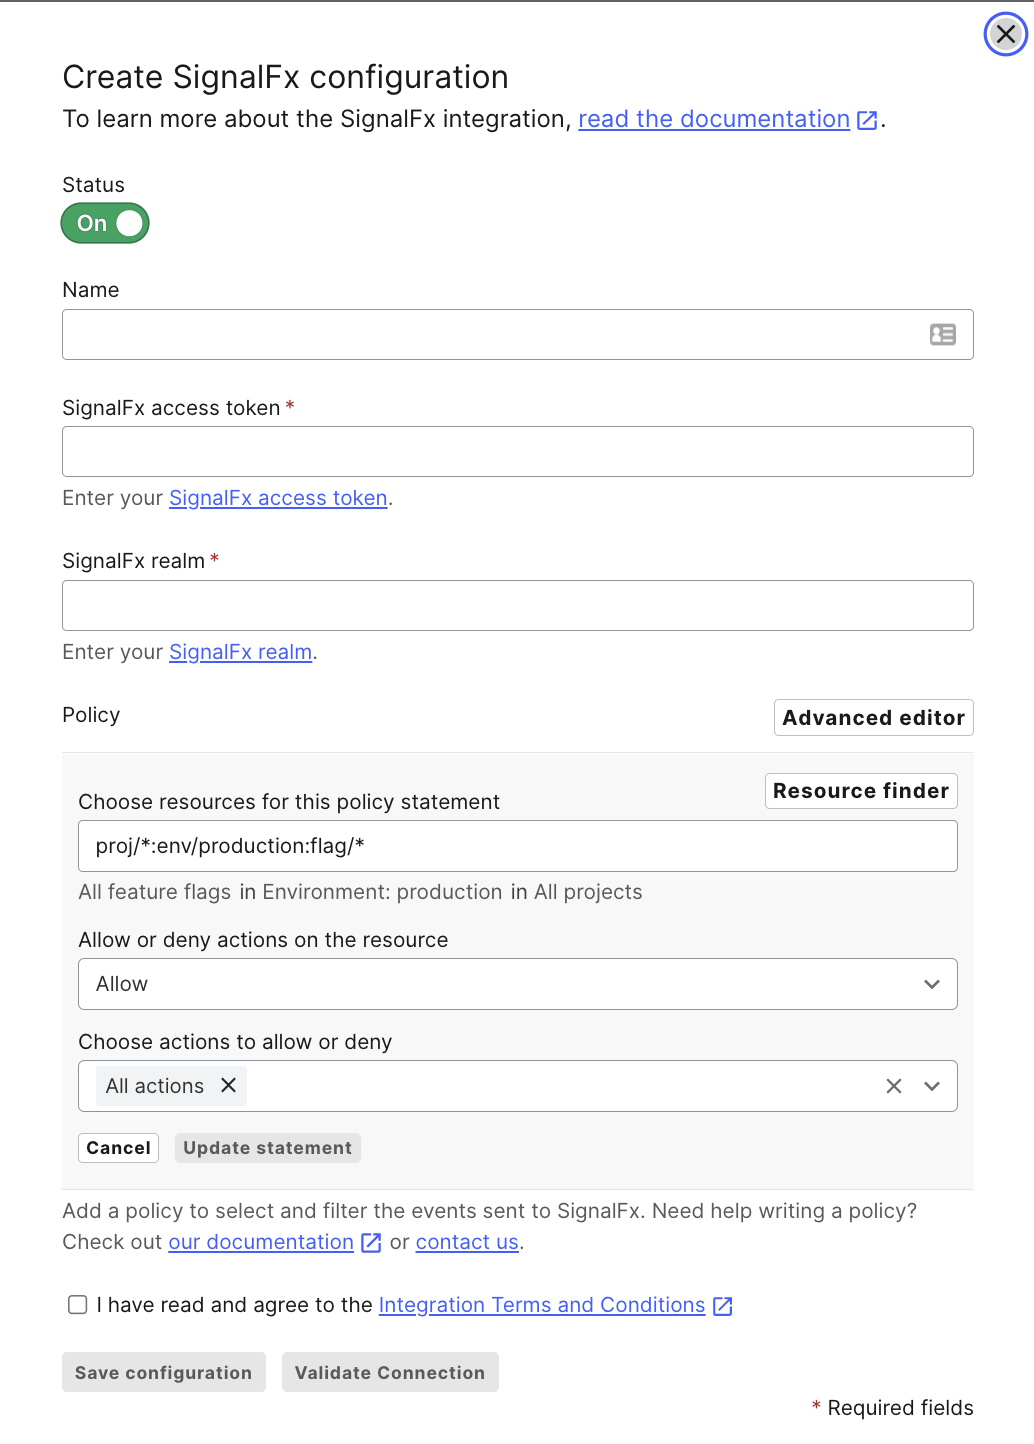 Create SignalFx configuration
To learn more about the SignalFx integration, read the documentation.
Status
On
Name
SignalFx access token *
Enter your SignalFx access token.
SignalFx realm *
Enter your SignalFx realm.
Policy
Advanced editor
Choose resources for this policy statement
Resource finder
proj/*:env/production:flag/*
All feature flags in Environment: production in All projects
Allow or deny actions on the resource
Allow
Choose actions to allow or deny
All actions
Cancel
Update statement
Add a policy to select and filter the events sent to SignalFx. Need help writing a policy?
Check out our documentation or contact us.
I have read and agree to the Integration Terms and Conditions
Save configuration
Validate Connection
* Required fields